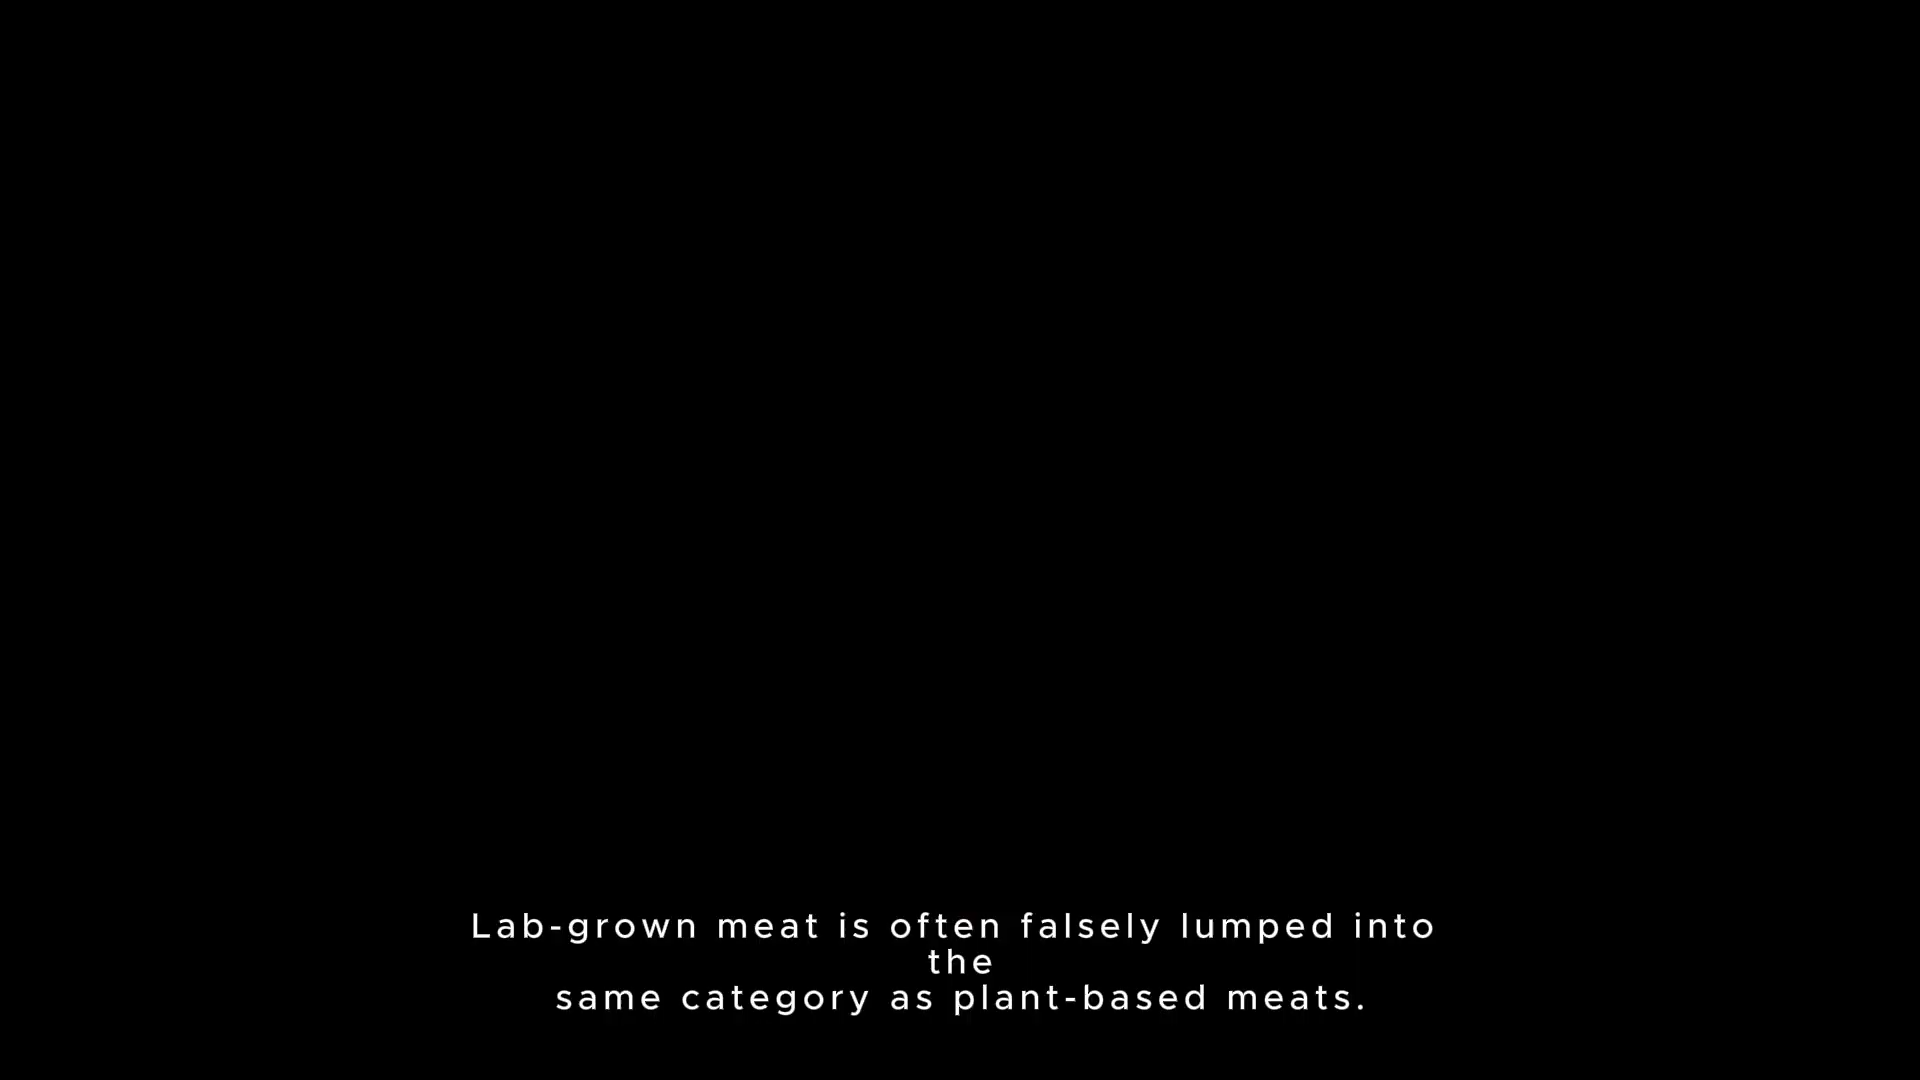 Lab-grown meat is often falsely lumped into
the
same category as plant-based meats.